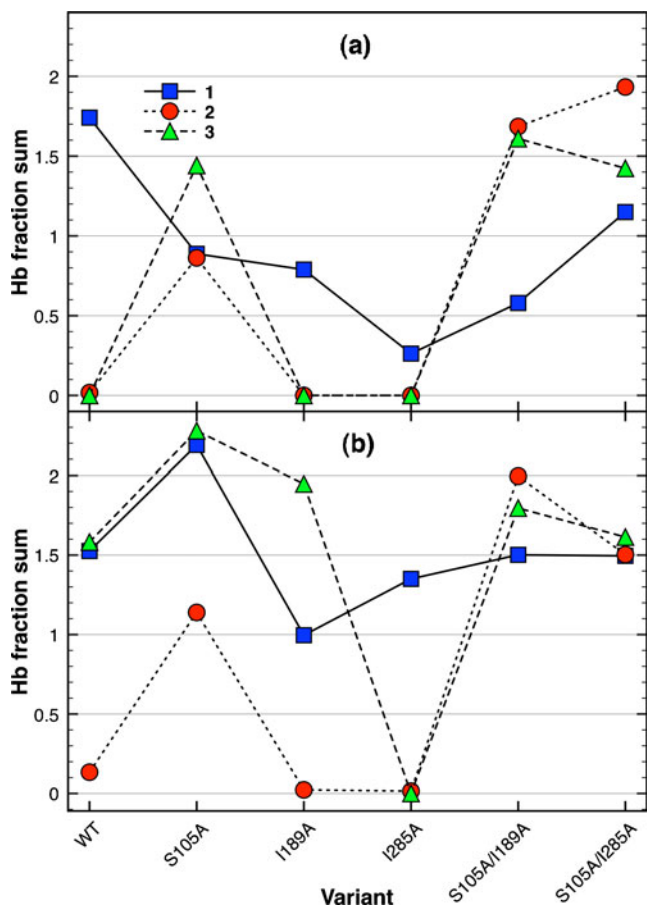 (a)
Hb fraction sum
2
1.5
1
0.5
0
1
2
3
(b)
Hb fraction sum
2
1.5
1
0.5
0
WT
S105A
I189A
I285A
S105A/I189A
S105A/I285A
Variant